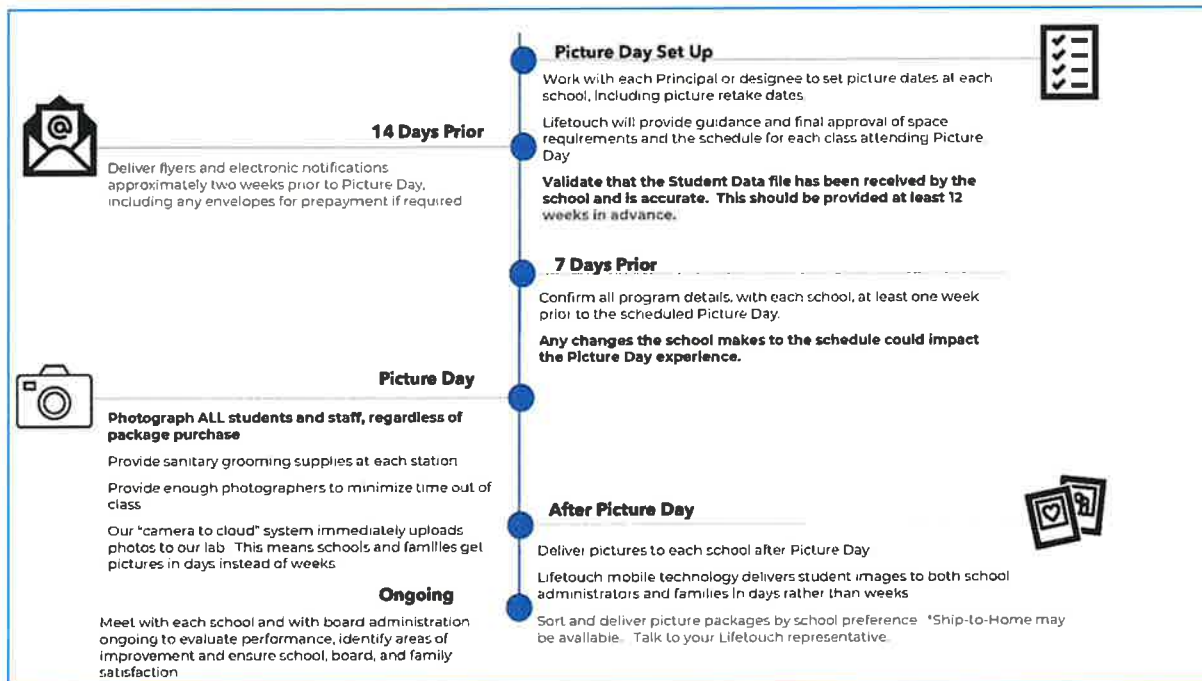 Picture Day Set Up
Work with each Principal or designee to set picture dates at each
school, including picture retake dates
Lifetouch will provide guidance and final approval of space
requirements and the schedule for each class attending Picture
Day
Validate that the Student Data file has been received by the
school and is accurate. This should be provided at least 12
weeks in advance.
14 Days Prior
Deliver flyers and electronic notifications
approximately two weeks prior to Picture Day,
including any envelopes for prepayment if required
7 Days Prior
Confirm all program details, with each school, at least one week
prior to the scheduled Picture Day.
Any changes the school makes to the schedule could impact
the Picture Day experience.
Picture Day
Photograph ALL students and staff, regardless of
package purchase
Provide sanitary grooming supplies at each station
Provide enough photographers to minimize time out of
class
Our "camera to cloud" system immediately uploads
photos to our lab This means schools and families get
pictures in days instead of weeks
After Picture Day
Deliver pictures to each school after Picture Day
Lifetouch mobile technology delivers student images to both school
administrators and families in days rather than weeks
Sort and deliver picture packages by school preference *Ship-to-Home may
be available. Talk to your Lifetouch representative.
Ongoing
Meet with each school and with board administration
ongoing to evaluate performance, identify areas of
improvement and ensure school, board, and family
satisfaction